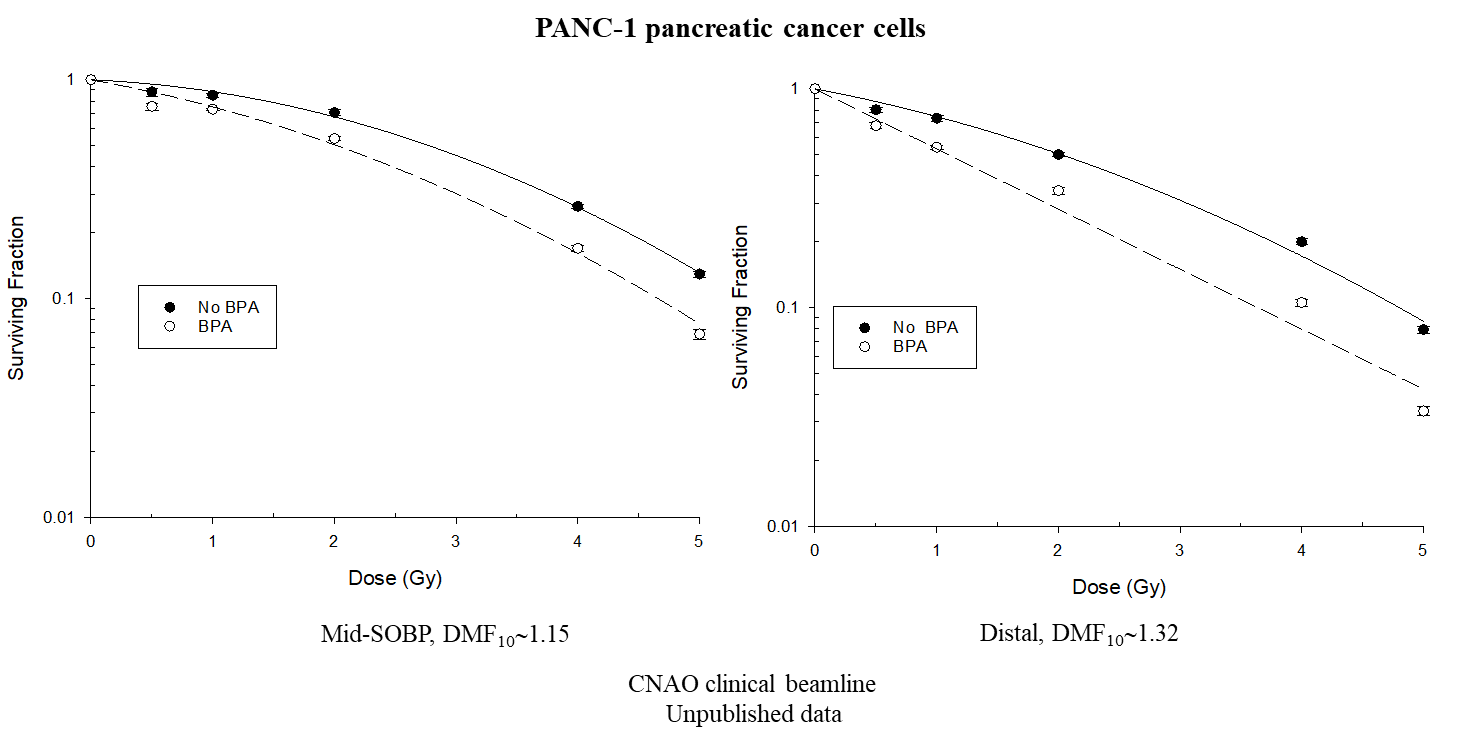 PANC-1 pancreatic cancer cells
1
0.1
0.01
Surviving Fraction
No BPA
BPA
0 1 2 3 4 5
Dose (Gy)
Mid-SOBP, DMF₁₀~1.15
1
0.1
0.01
Surviving Fraction
No BPA
BPA
0 1 2 3 4 5
Dose (Gy)
Distal, DMF₁₀~1.32
CNAO clinical beamline
Unpublished data